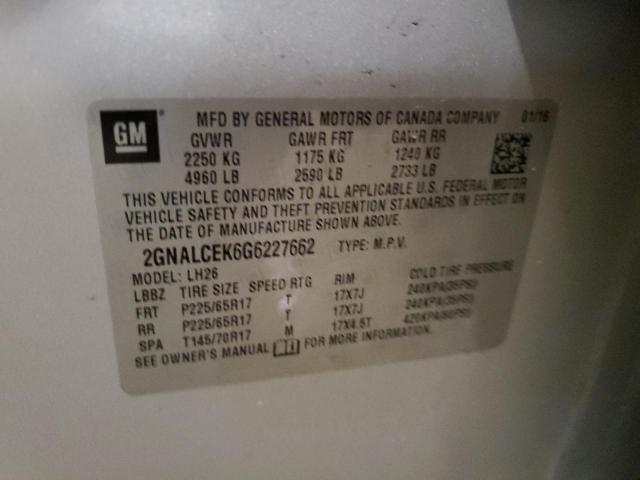 GM
MFD BY GENERAL MOTORS OF CANADA COMPANY 01/16
GVWR GAWR FRT GAWR RR
2250 KG 1175 KG 1240 KG
4960 LB 2590 LB 2733 LB
THIS VEHICLE CONFORMS TO ALL APPLICABLE U.S. FEDERAL MOTOR
VEHICLE SAFETY AND THEFT PREVENTION STANDARDS IN EFFECT ON
THE DATE OF MANUFACTURE SHOWN ABOVE.
2GNALCEK6G6227662 TYPE: M.P.V.
MODEL: LH26
LBBZ TIRE SIZE SPEED RTG RIM COLD TIRE PRESSURE
FRT P225/65R17 T 17X7J 240KPA(35PSI)
RR P225/65R17 T 17X7J 240KPA(35PSI)
SPA T145/70R17 M 17X4.5T 420KPA(60PSI)
SEE OWNER'S MANUAL FOR MORE INFORMATION.